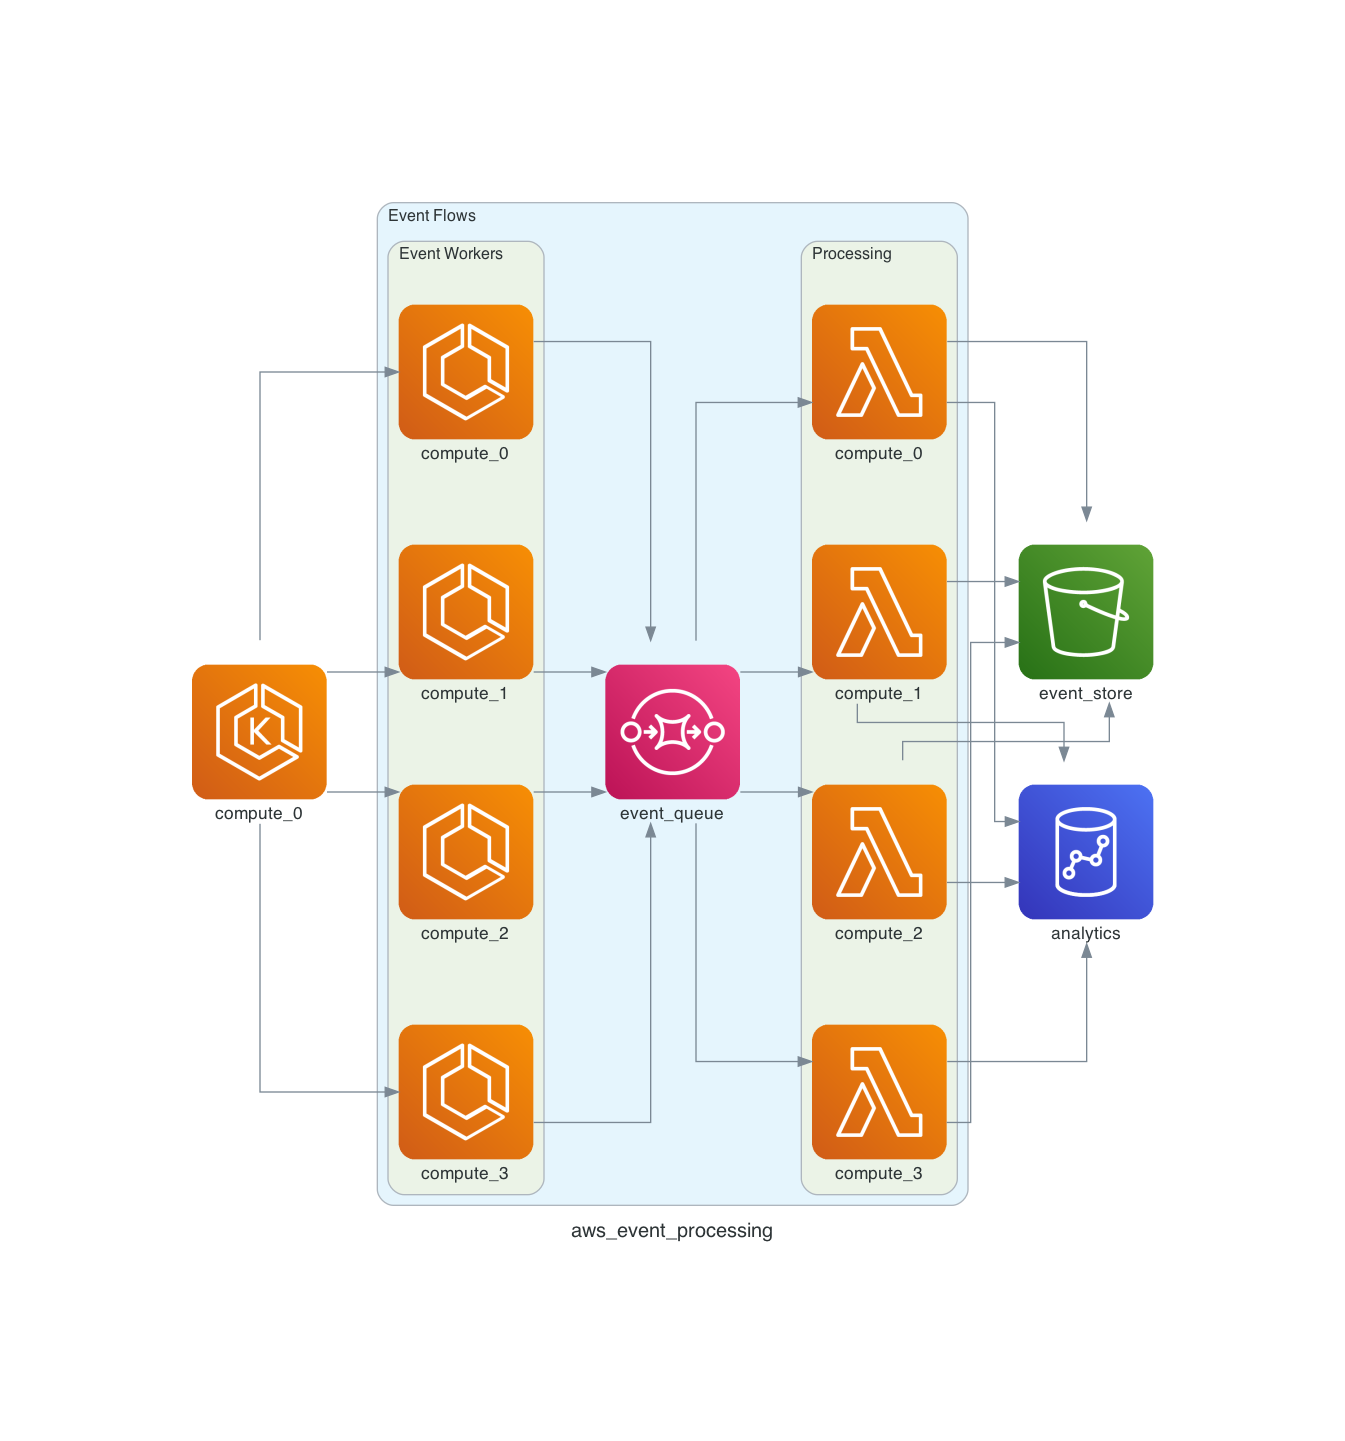 Event Flows
Event Workers
Processing
compute_0
compute_0
compute_1
compute_1
event_store
compute_0
event_queue
compute_2
compute_2
analytics
compute_3
compute_3
aws_event_processing
K